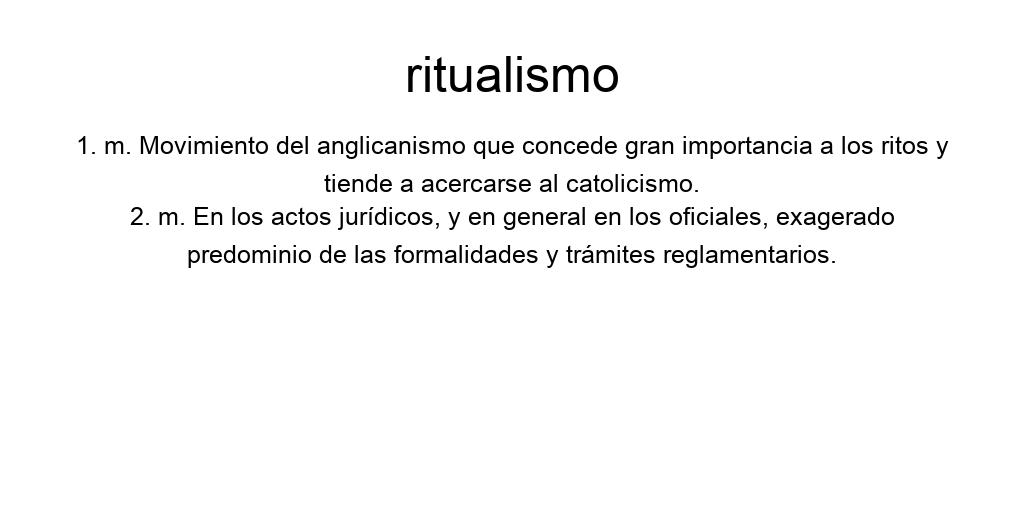 ritualismo
1. m. Movimiento del anglicanismo que concede gran importancia a los ritos y
tiende a acercarse al catolicismo.
2. m. En los actos jurídicos, y en general en los oficiales, exagerado
predominio de las formalidades y trámites reglamentarios.